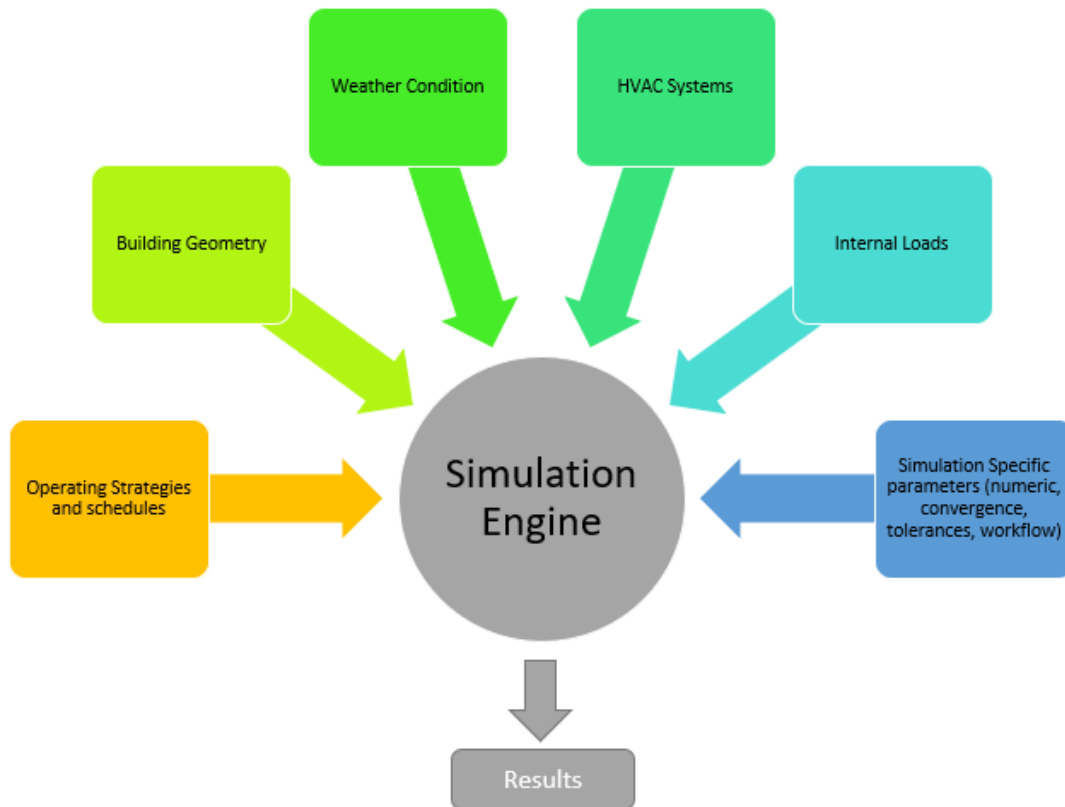 Weather Condition
HVAC Systems
Building Geometry
Internal Loads
Operating Strategies
and schedules
Simulation
Engine
Simulation Specific
parameters (numeric,
convergence,
tolerances, workflow)
Results